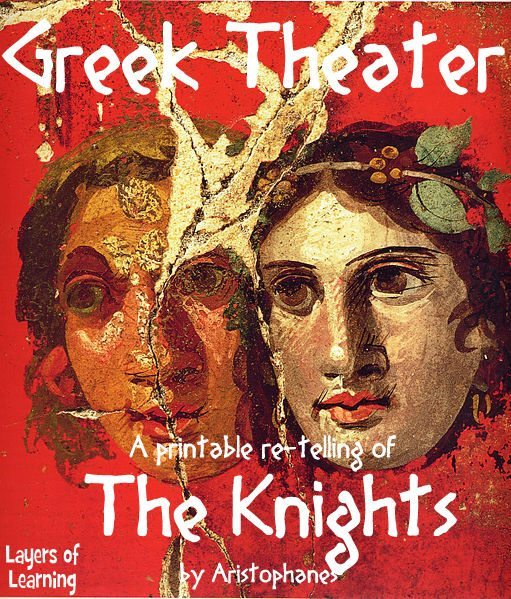 Greek Theater
A printable re-telling of
The Knights
by Aristophanes
Layers of
Learning